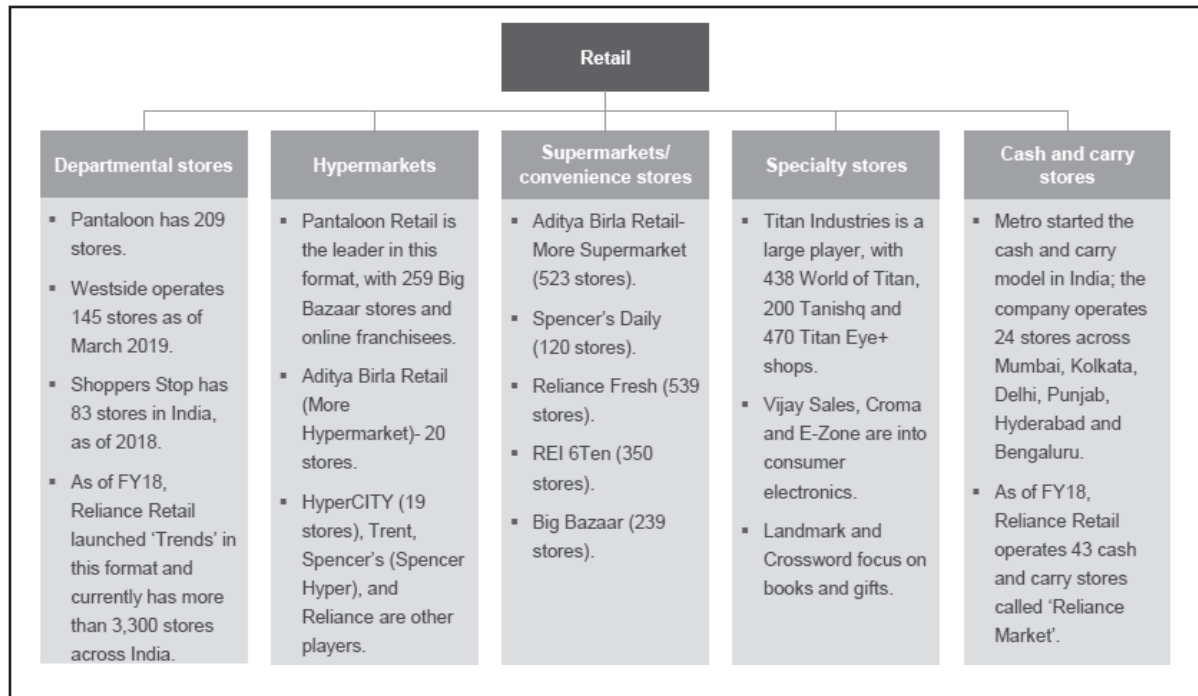 Retail
Departmental stores
▪ Pantaloon has 209
stores.
▪ Westside operates
145 stores as of
March 2019.
▪ Shoppers Stop has
83 stores in India,
as of 2018.
▪ As of FY18,
Reliance Retail
launched ‘Trends’ in
this format and
currently has more
than 3,300 stores
across India.
Hypermarkets
▪ Pantaloon Retail is
the leader in this
format, with 259 Big
Bazaar stores and
online franchisees.
▪ Aditya Birla Retail
(More
Hypermarket)- 20
stores.
▪ HyperCITY (19
stores), Trent,
Spencer’s (Spencer
Hyper), and
Reliance are other
players.
Supermarkets/
convenience stores
▪ Aditya Birla Retail-
More Supermarket
(523 stores).
▪ Spencer’s Daily
(120 stores).
▪ Reliance Fresh (539
stores).
▪ REI 6Ten (350
stores).
▪ Big Bazaar (239
stores).
Specialty stores
▪ Titan Industries is a
large player, with
438 World of Titan,
200 Tanishq and
470 Titan Eye+
shops.
▪ Vijay Sales, Croma
and E-Zone are into
consumer
electronics.
▪ Landmark and
Crossword focus on
books and gifts.
Cash and carry
stores
▪ Metro started the
cash and carry
model in India; the
company operates
24 stores across
Mumbai, Kolkata,
Delhi, Punjab,
Hyderabad and
Bengaluru.
▪ As of FY18,
Reliance Retail
operates 43 cash
and carry stores
called ‘Reliance
Market’.